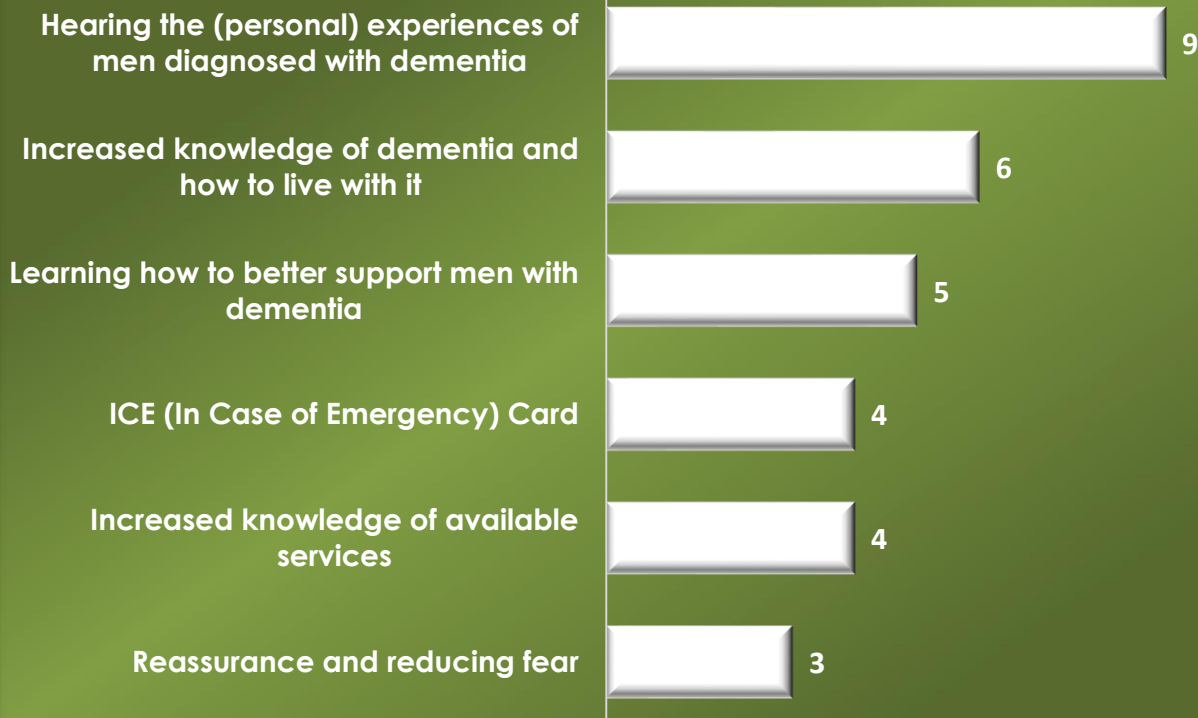 Hearing the (personal) experiences of
men diagnosed with dementia
9
Increased knowledge of dementia and
how to live with it
6
Learning how to better support men with
dementia
5
ICE (In Case of Emergency) Card
4
Increased knowledge of available
services
4
Reassurance and reducing fear
3